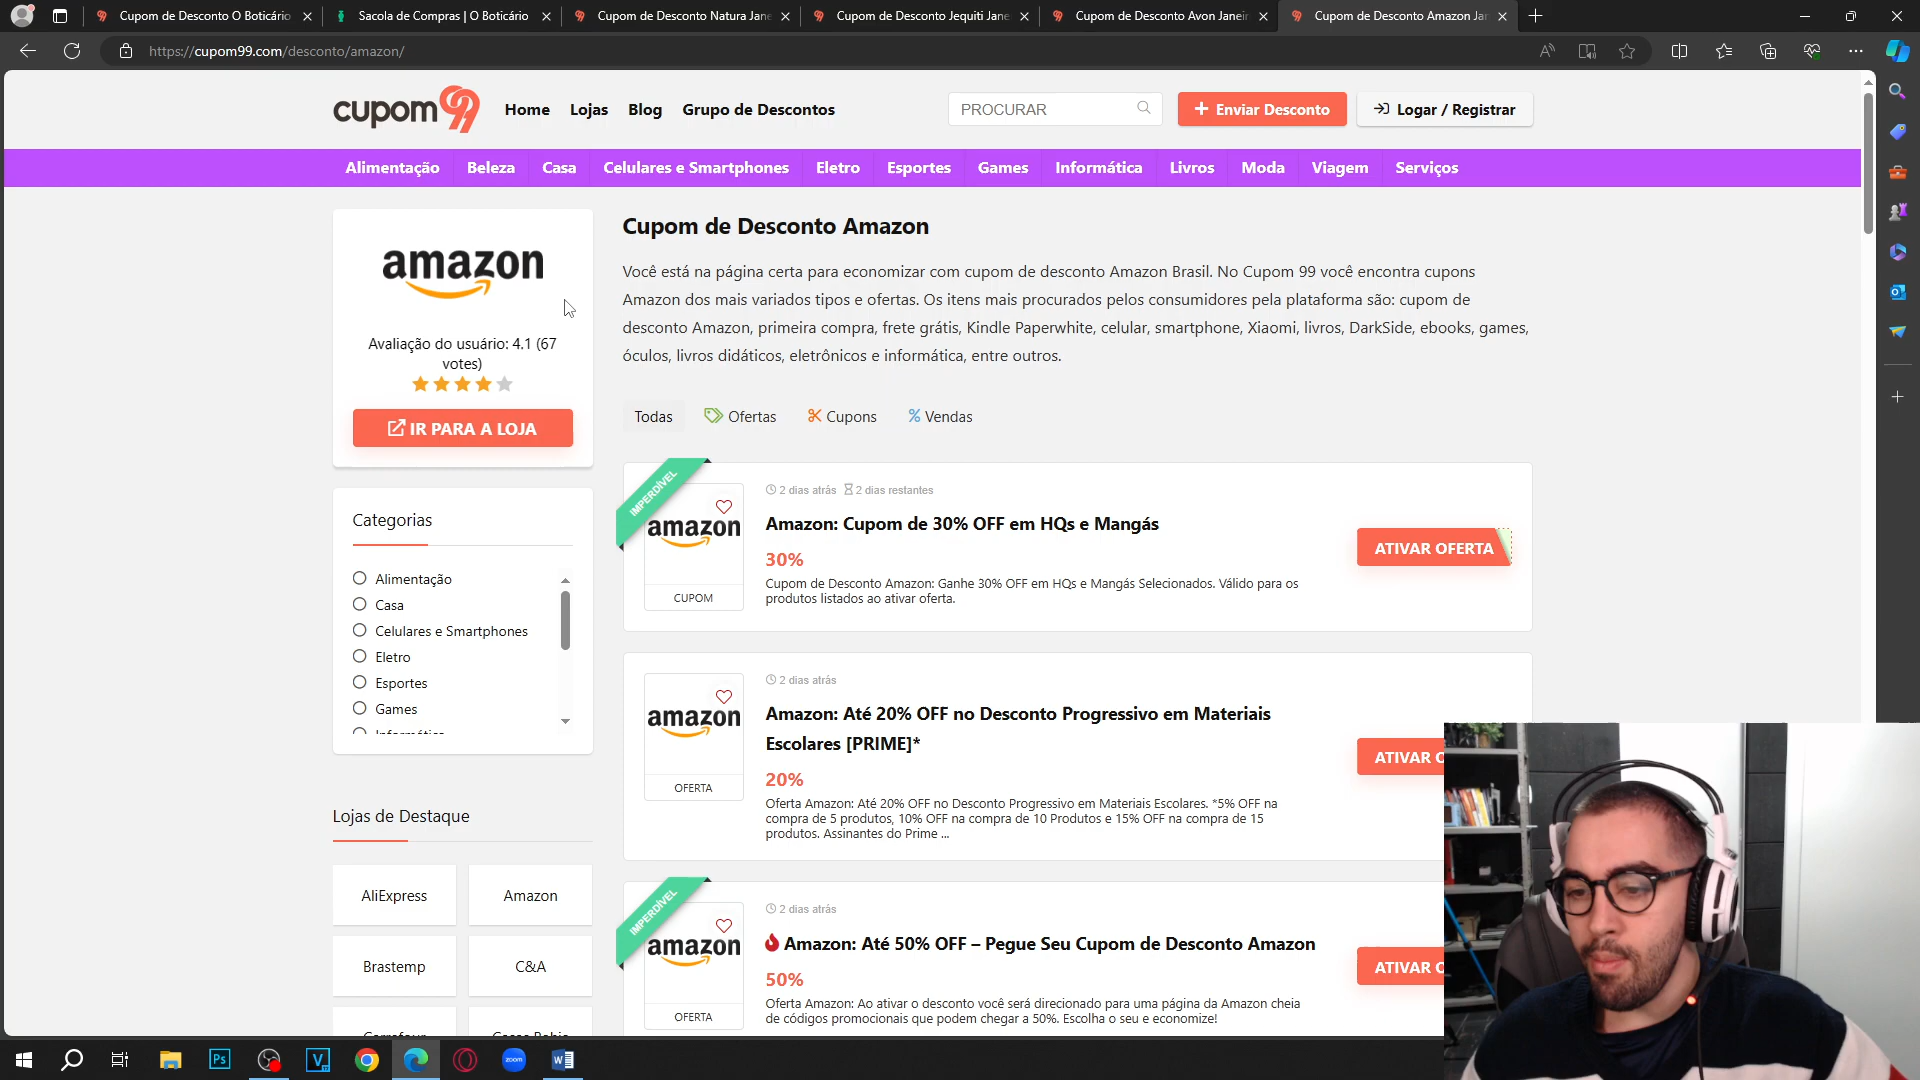 Cupom de Desconto O Boticário
Sacola de Compras | O Boticário
Cupom de Desconto Natura Jane
Cupom de Desconto Jequiti Jane
Cupom de Desconto Avon Janei
Cupom de Desconto Amazon Jan
https://cupom99.com/desconto/amazon/
cupom99
Home
Lojas
Blog
Grupo de Descontos
PROCURAR
+ Enviar Desconto
Logar / Registrar
Alimentação
Beleza
Casa
Celulares e Smartphones
Eletro
Esportes
Games
Informática
Livros
Moda
Viagem
Serviços
amazon
Avaliação do usuário: 4.1 (67
votes)
IR PARA A LOJA
Cupom de Desconto Amazon
Você está na página certa para economizar com cupom de desconto Amazon Brasil. No Cupom 99 você encontra cupons
Amazon dos mais variados tipos e ofertas. Os itens mais procurados pelos consumidores pela plataforma são: cupom de
desconto Amazon, primeira compra, frete grátis, Kindle Paperwhite, celular, smartphone, Xiaomi, livros, DarkSide, ebooks, games,
óculos, livros didáticos, eletrônicos e informática, entre outros.
Todas
Ofertas
Cupons
% Vendas
Categorias
Alimentação
Casa
Celulares e Smartphones
Eletro
Esportes
Games
Informática
Lojas de Destaque
AliExpress
Amazon
Brastemp
C&A
Carrefour
Casas Bahia
IMPERDÍVEL
amazon
CUPOM
2 dias atrás
2 dias restantes
Amazon: Cupom de 30% OFF em HQs e Mangás
30%
Cupom de Desconto Amazon: Ganhe 30% OFF em HQs e Mangás Selecionados. Válido para os
produtos listados ao ativar oferta.
ATIVAR OFERTA
amazon
OFERTA
2 dias atrás
Amazon: Até 20% OFF no Desconto Progressivo em Materiais
Escolares [PRIME]*
20%
Oferta Amazon: Até 20% OFF no Desconto Progressivo em Materiais Escolares. *5% OFF na
compra de 5 produtos, 10% OFF na compra de 10 Produtos e 15% OFF na compra de 15
produtos. Assinantes do Prime ...
ATIVAR O
IMPERDÍVEL
amazon
OFERTA
2 dias atrás
Amazon: Até 50% OFF – Pegue Seu Cupom de Desconto Amazon
50%
Oferta Amazon: Ao ativar o desconto você será direcionado para uma página da Amazon cheia
de códigos promocionais que podem chegar a 50%. Escolha o seu e economize!
ATIVAR O
Ps
V
zoom
W